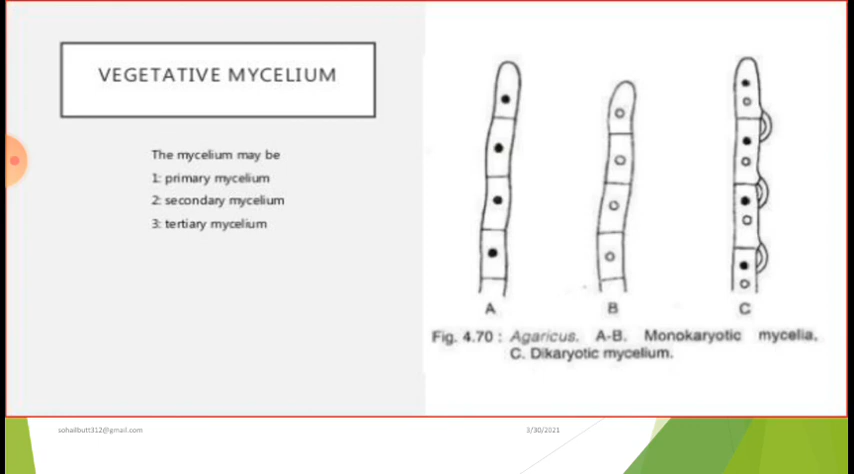 VEGETATIVE MYCELIUM
The mycelium may be
1: primary mycelium
2: secondary mycelium
3: tertiary mycelium
A B C
Fig. 4.70 : Agaricus. A-B. Monokaryotic mycelia,
C. Dikaryotic mycelium.
sohailbutt312@gmail.com
3/30/2021